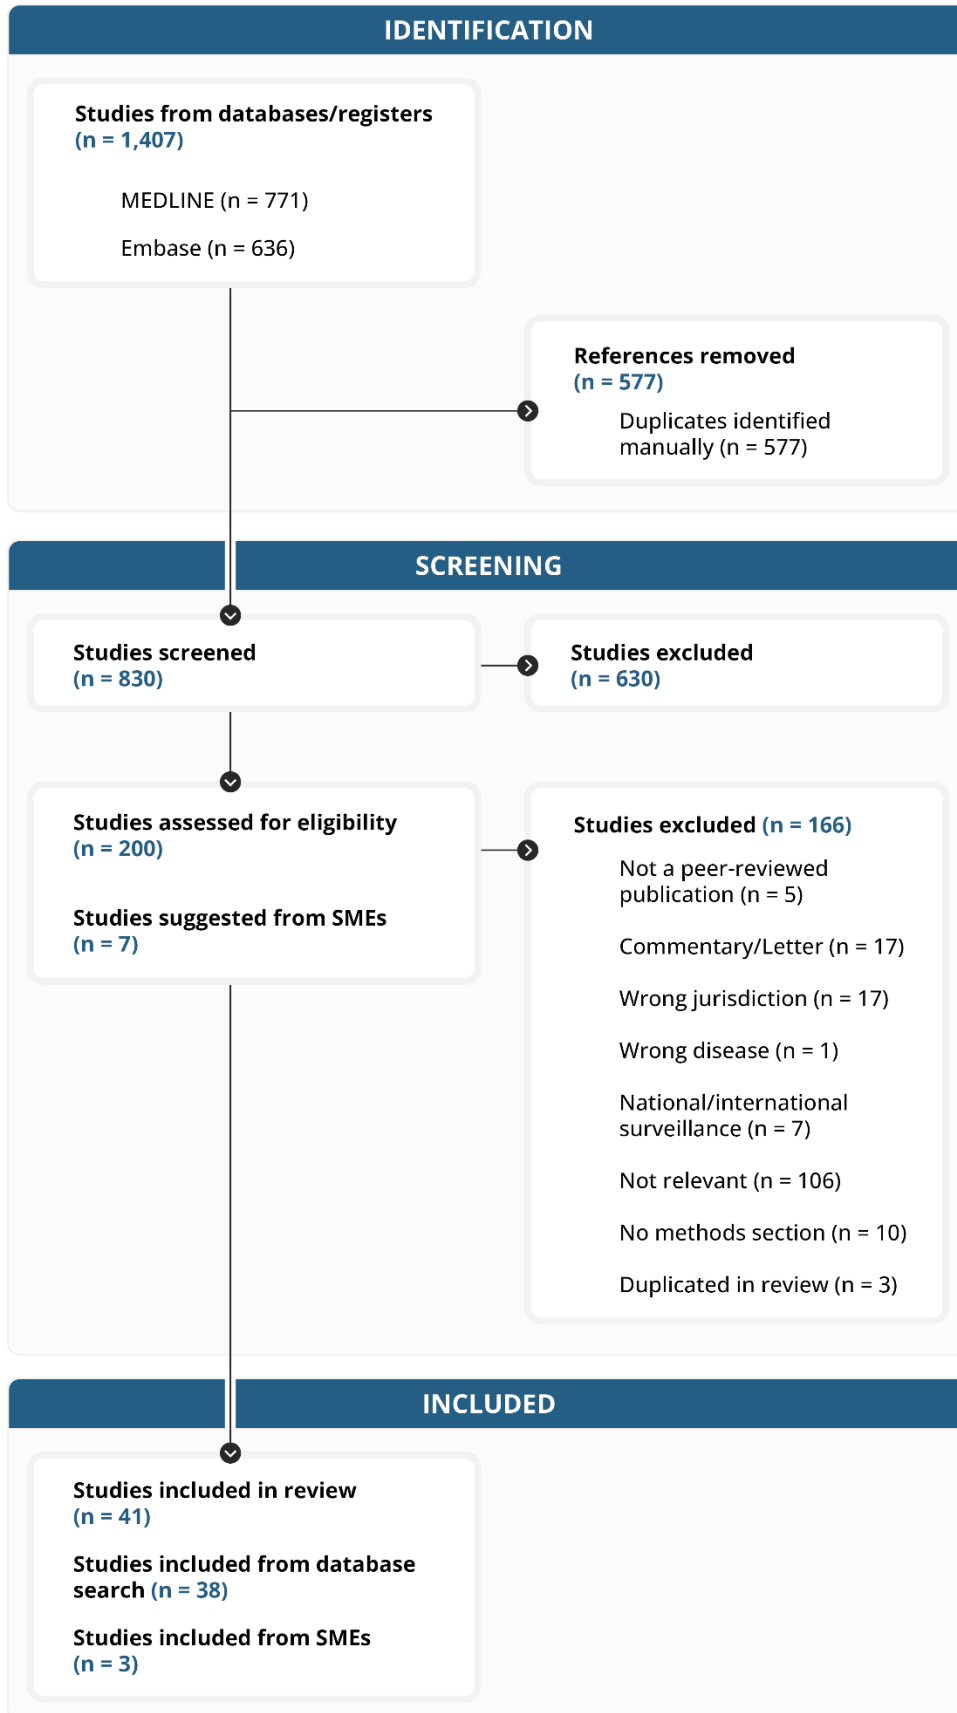 IDENTIFICATION
Studies from databases/registers
(n = 1,407)
MEDLINE (n = 771)
Embase (n = 636)
References removed
(n = 577)
Duplicates identified
manually (n = 577)
SCREENING
Studies screened
(n = 830)
Studies excluded
(n = 630)
Studies assessed for eligibility
(n = 200)
Studies suggested from SMEs
(n = 7)
Studies excluded (n = 166)
Not a peer-reviewed
publication (n = 5)
Commentary/Letter (n = 17)
Wrong jurisdiction (n = 17)
Wrong disease (n = 1)
National/international
surveillance (n = 7)
Not relevant (n = 106)
No methods section (n = 10)
Duplicated in review (n = 3)
INCLUDED
Studies included in review
(n = 41)
Studies included from database
search (n = 38)
Studies included from SMEs
(n = 3)